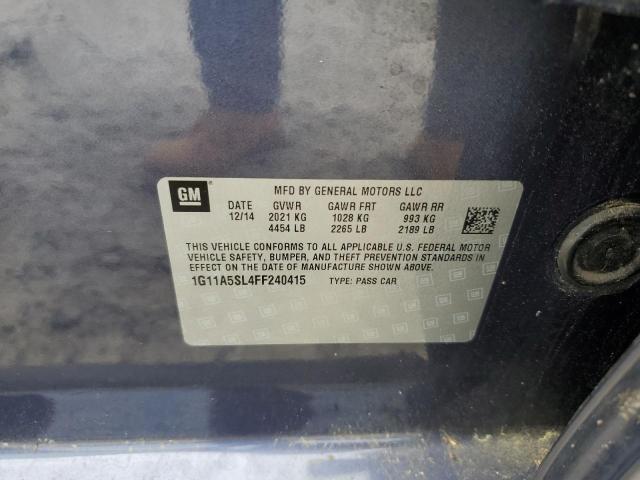 GM
MFD BY GENERAL MOTORS LLC
DATE GVWR GAWR FRT GAWR RR
12/14 2021 KG 1028 KG 993 KG
4454 LB 2265 LB 2189 LB
THIS VEHICLE CONFORMS TO ALL APPLICABLE U.S. FEDERAL MOTOR
VEHICLE SAFETY, BUMPER, AND THEFT PREVENTION STANDARDS IN
EFFECT ON THE DATE OF MANUFACTURE SHOWN ABOVE.
1G11A5SL4FF240415 TYPE: PASS CAR